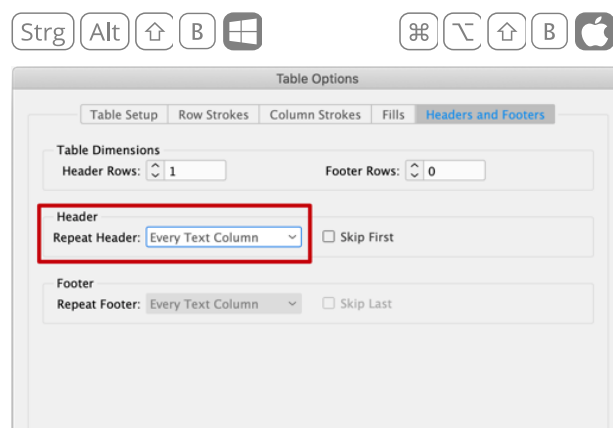 Strg Alt ⇧ B ⌘ ⌥ ⇧ B
Table Options
Table Setup Row Strokes Column Strokes Fills Headers and Footers
Table Dimensions
Header Rows: 1 Footer Rows: 0
Header
Repeat Header: Every Text Column Skip First
Footer
Repeat Footer: Every Text Column Skip Last